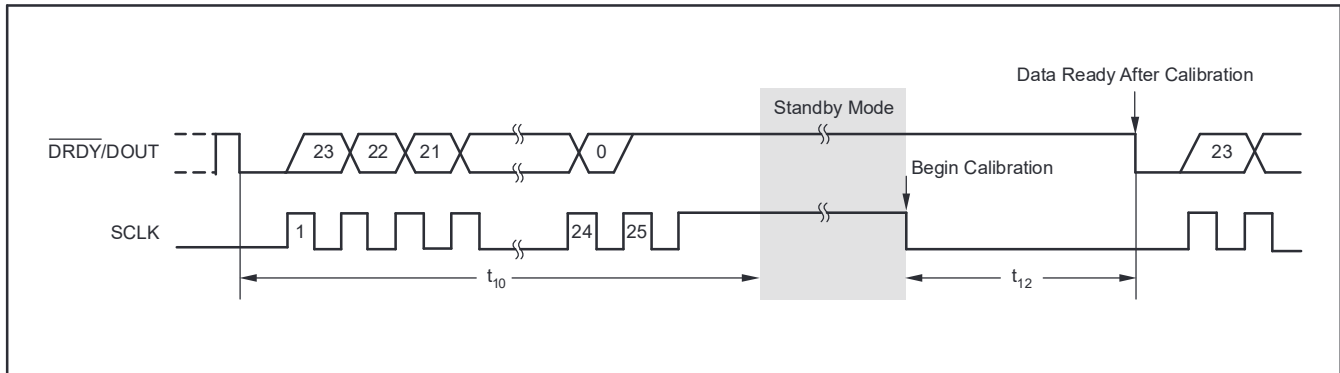 Data Ready After Calibration
Standby Mode
DRDY/DOUT
23
22
21
0
23
Begin Calibration
SCLK
1
24
25
t10
t12